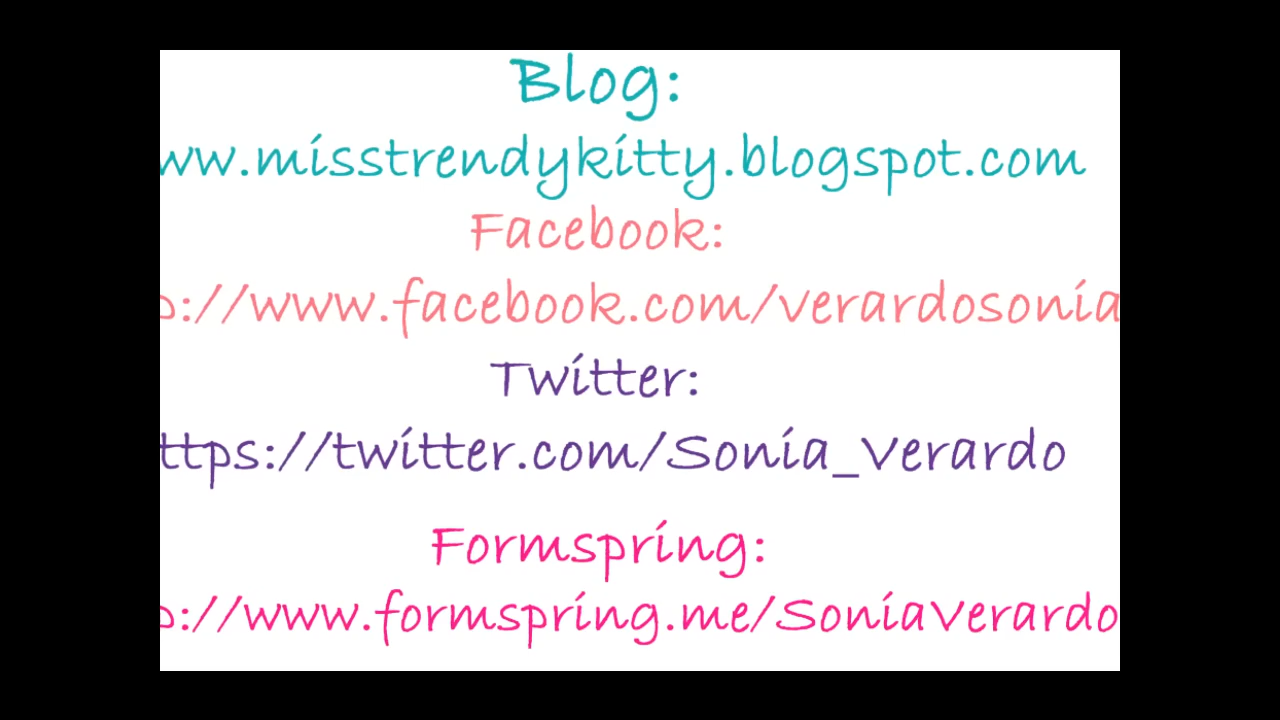 Blog:
ww.misstrendykitty.blogspot.com
Facebook:
p://www.facebook.com/verardosonia
Twitter:
ttps://twitter.com/Sonia_Verardo
Formspring:
p://www.formspring.me/SoniaVerardo